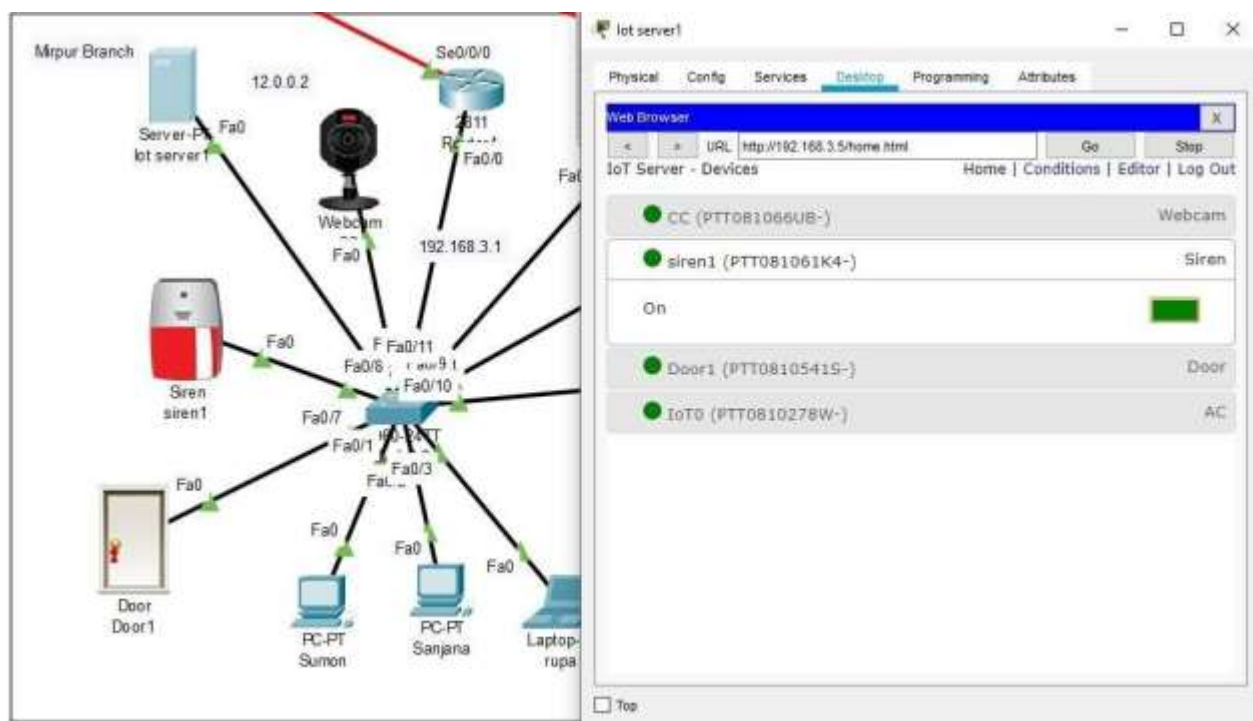 Mirpur Branch
Se0/0/0
12.0.0.2
2811
Fa0/0
Server-PT
Iot server1
Fa0
Webcam
Fa0
192.168.3.1
Fa0
Siren
siren1
Fa0/11
Fa0/10
Fa0/7
Fa0/1
Fa0/3
Fa0
Door
Door1
Fa0
PC-PT
Sumon
Fa0
PC-PT
Sanjana
Fa0
Laptop-
rupa
Iot server1
Physical Config Services Desktop Programming Attributes
Web Browser X
< > URL http://192.168.3.5/home.html Go Stop
IoT Server - Devices Home | Conditions | Editor | Log Out
CC (PTT081066UB-) Webcam
siren1 (PTT081061K4-) Siren
On
Door1 (PTT0810541S-) Door
IoT0 (PTT0810278W-) AC
Top